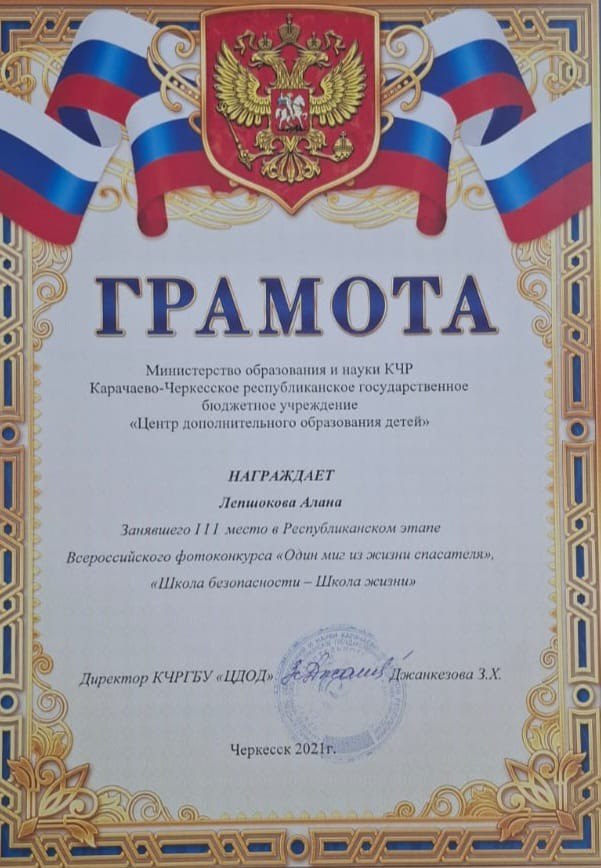 ГРАМОТА
Министерство образования и науки КЧР
Карачаево-Черкесское республиканское государственное
бюджетное учреждение
«Центр дополнительного образования детей»
НАГРАЖДАЕТ
Лепшокова Алана
Занявшего III место в Республиканском этапе
Всероссийского фотоконкурса «Один миг из жизни спасателя»,
«Школа безопасности – Школа жизни»
Директор КЧРГБУ «ЦДОД» Джанкезова З.Х.
Черкесск 2021г.